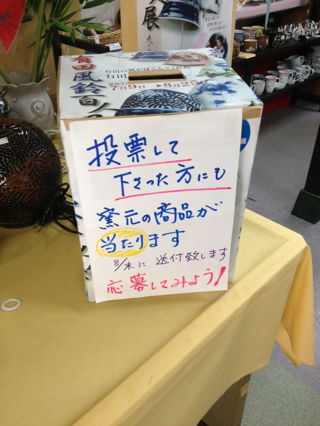 展
有田
風鈴
投票して
下さった方にも
窯元の商品が
当たります
8/末に 送付致します
応募してみよう!